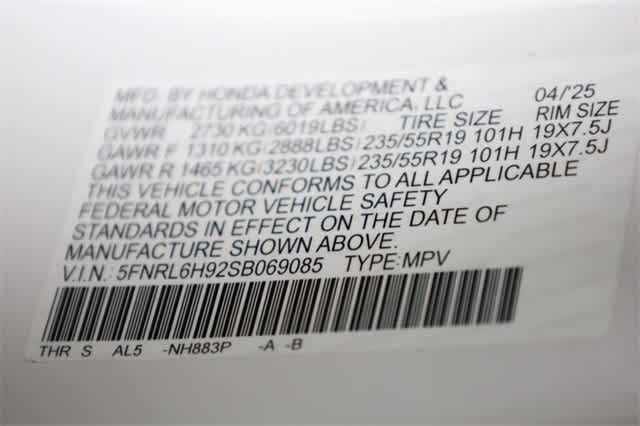 MFD. BY HONDA DEVELOPMENT & 04/'25
MANUFACTURING OF AMERICA, LLC
GVWR 2730 KG(6019LBS) TIRE SIZE RIM SIZE
GAWR F 1310 KG(2888LBS) 235/55R19 101H 19X7.5J
GAWR R 1465 KG(3230LBS) 235/55R19 101H 19X7.5J
THIS VEHICLE CONFORMS TO ALL APPLICABLE
FEDERAL MOTOR VEHICLE SAFETY
STANDARDS IN EFFECT ON THE DATE OF
MANUFACTURE SHOWN ABOVE.
V.I.N.: 5FNRL6H92SB069085 TYPE:MPV
THR S AL5 -NH883P -A -B